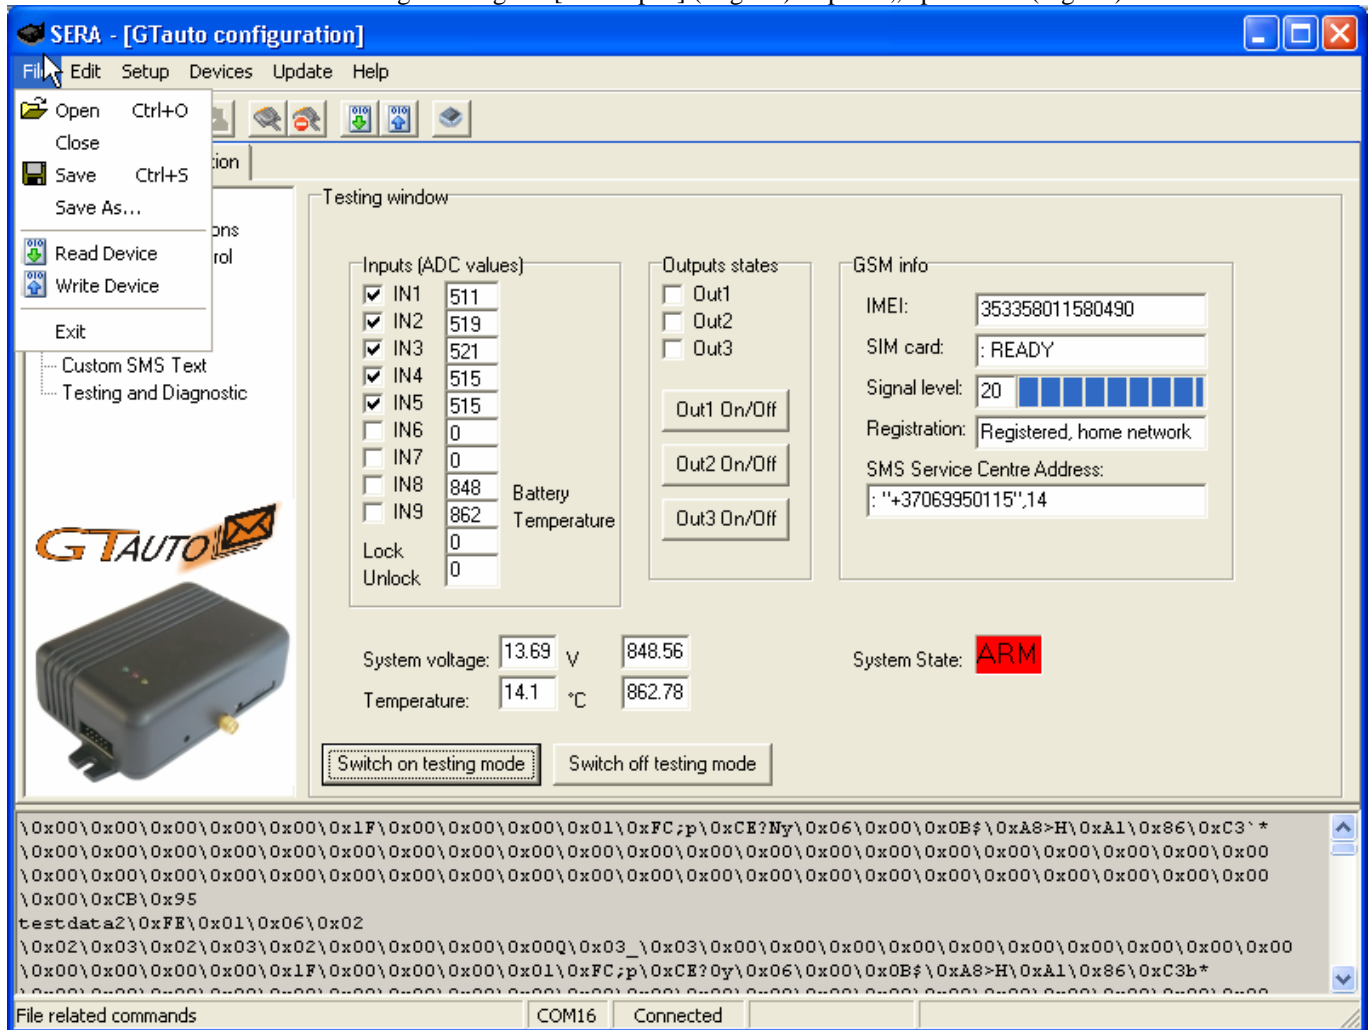 SERA - [GTauto configuration]
File Edit Setup Devices Update Help
Open Ctrl+O
Close
Save Ctrl+S
Save As...
Read Device
Write Device
Exit
tion
ons
rol
Custom SMS Text
Testing and Diagnostic
GTAUTO
Testing window
Inputs (ADC values)
IN1 511
IN2 519
IN3 521
IN4 515
IN5 515
IN6 0
IN7 0
IN8 848 Battery
IN9 862 Temperature
Lock 0
Unlock 0
Outputs states
Out1
Out2
Out3
Out1 On/Off
Out2 On/Off
Out3 On/Off
GSM info
IMEI: 353358011580490
SIM card: : READY
Signal level: 20
Registration: Registered, home network
SMS Service Centre Address:
: "+37069950115",14
System voltage: 13.69 V 848.56
Temperature: 14.1 °C 862.78
System State: ARM
Switch on testing mode Switch off testing mode
\0x00\0x00\0x00\0x00\0x00\0x1F\0x00\0x00\0x00\0x01\0xFC;p\0xCE?Ny\0x06\0x00\0x0B$\0xA8>H\0xA1\0x86\0xC3`*
\0x00\0x00\0x00\0x00\0x00\0x00\0x00\0x00\0x00\0x00\0x00\0x00\0x00\0x00\0x00\0x00\0x00\0x00\0x00\0x00\0x00
\0x00\0x00\0x00\0x00\0x00\0x00\0x00\0x00\0x00\0x00\0x00\0x00\0x00\0x00\0x00\0x00\0x00\0x00\0x00\0x00\0x00
\0x00\0xCB\0x95
testdata2\0xFE\0x01\0x06\0x02
\0x02\0x03\0x02\0x03\0x02\0x00\0x00\0x00\0x00Q\0x03_\0x03\0x00\0x00\0x00\0x00\0x00\0x00\0x00\0x00\0x00
\0x00\0x00\0x00\0x00\0x1F\0x00\0x00\0x00\0x01\0xFC;p\0xCE?Oy\0x06\0x00\0x0B$\0xA8>H\0xA1\0x86\0xC3b*
File related commands COM16 Connected